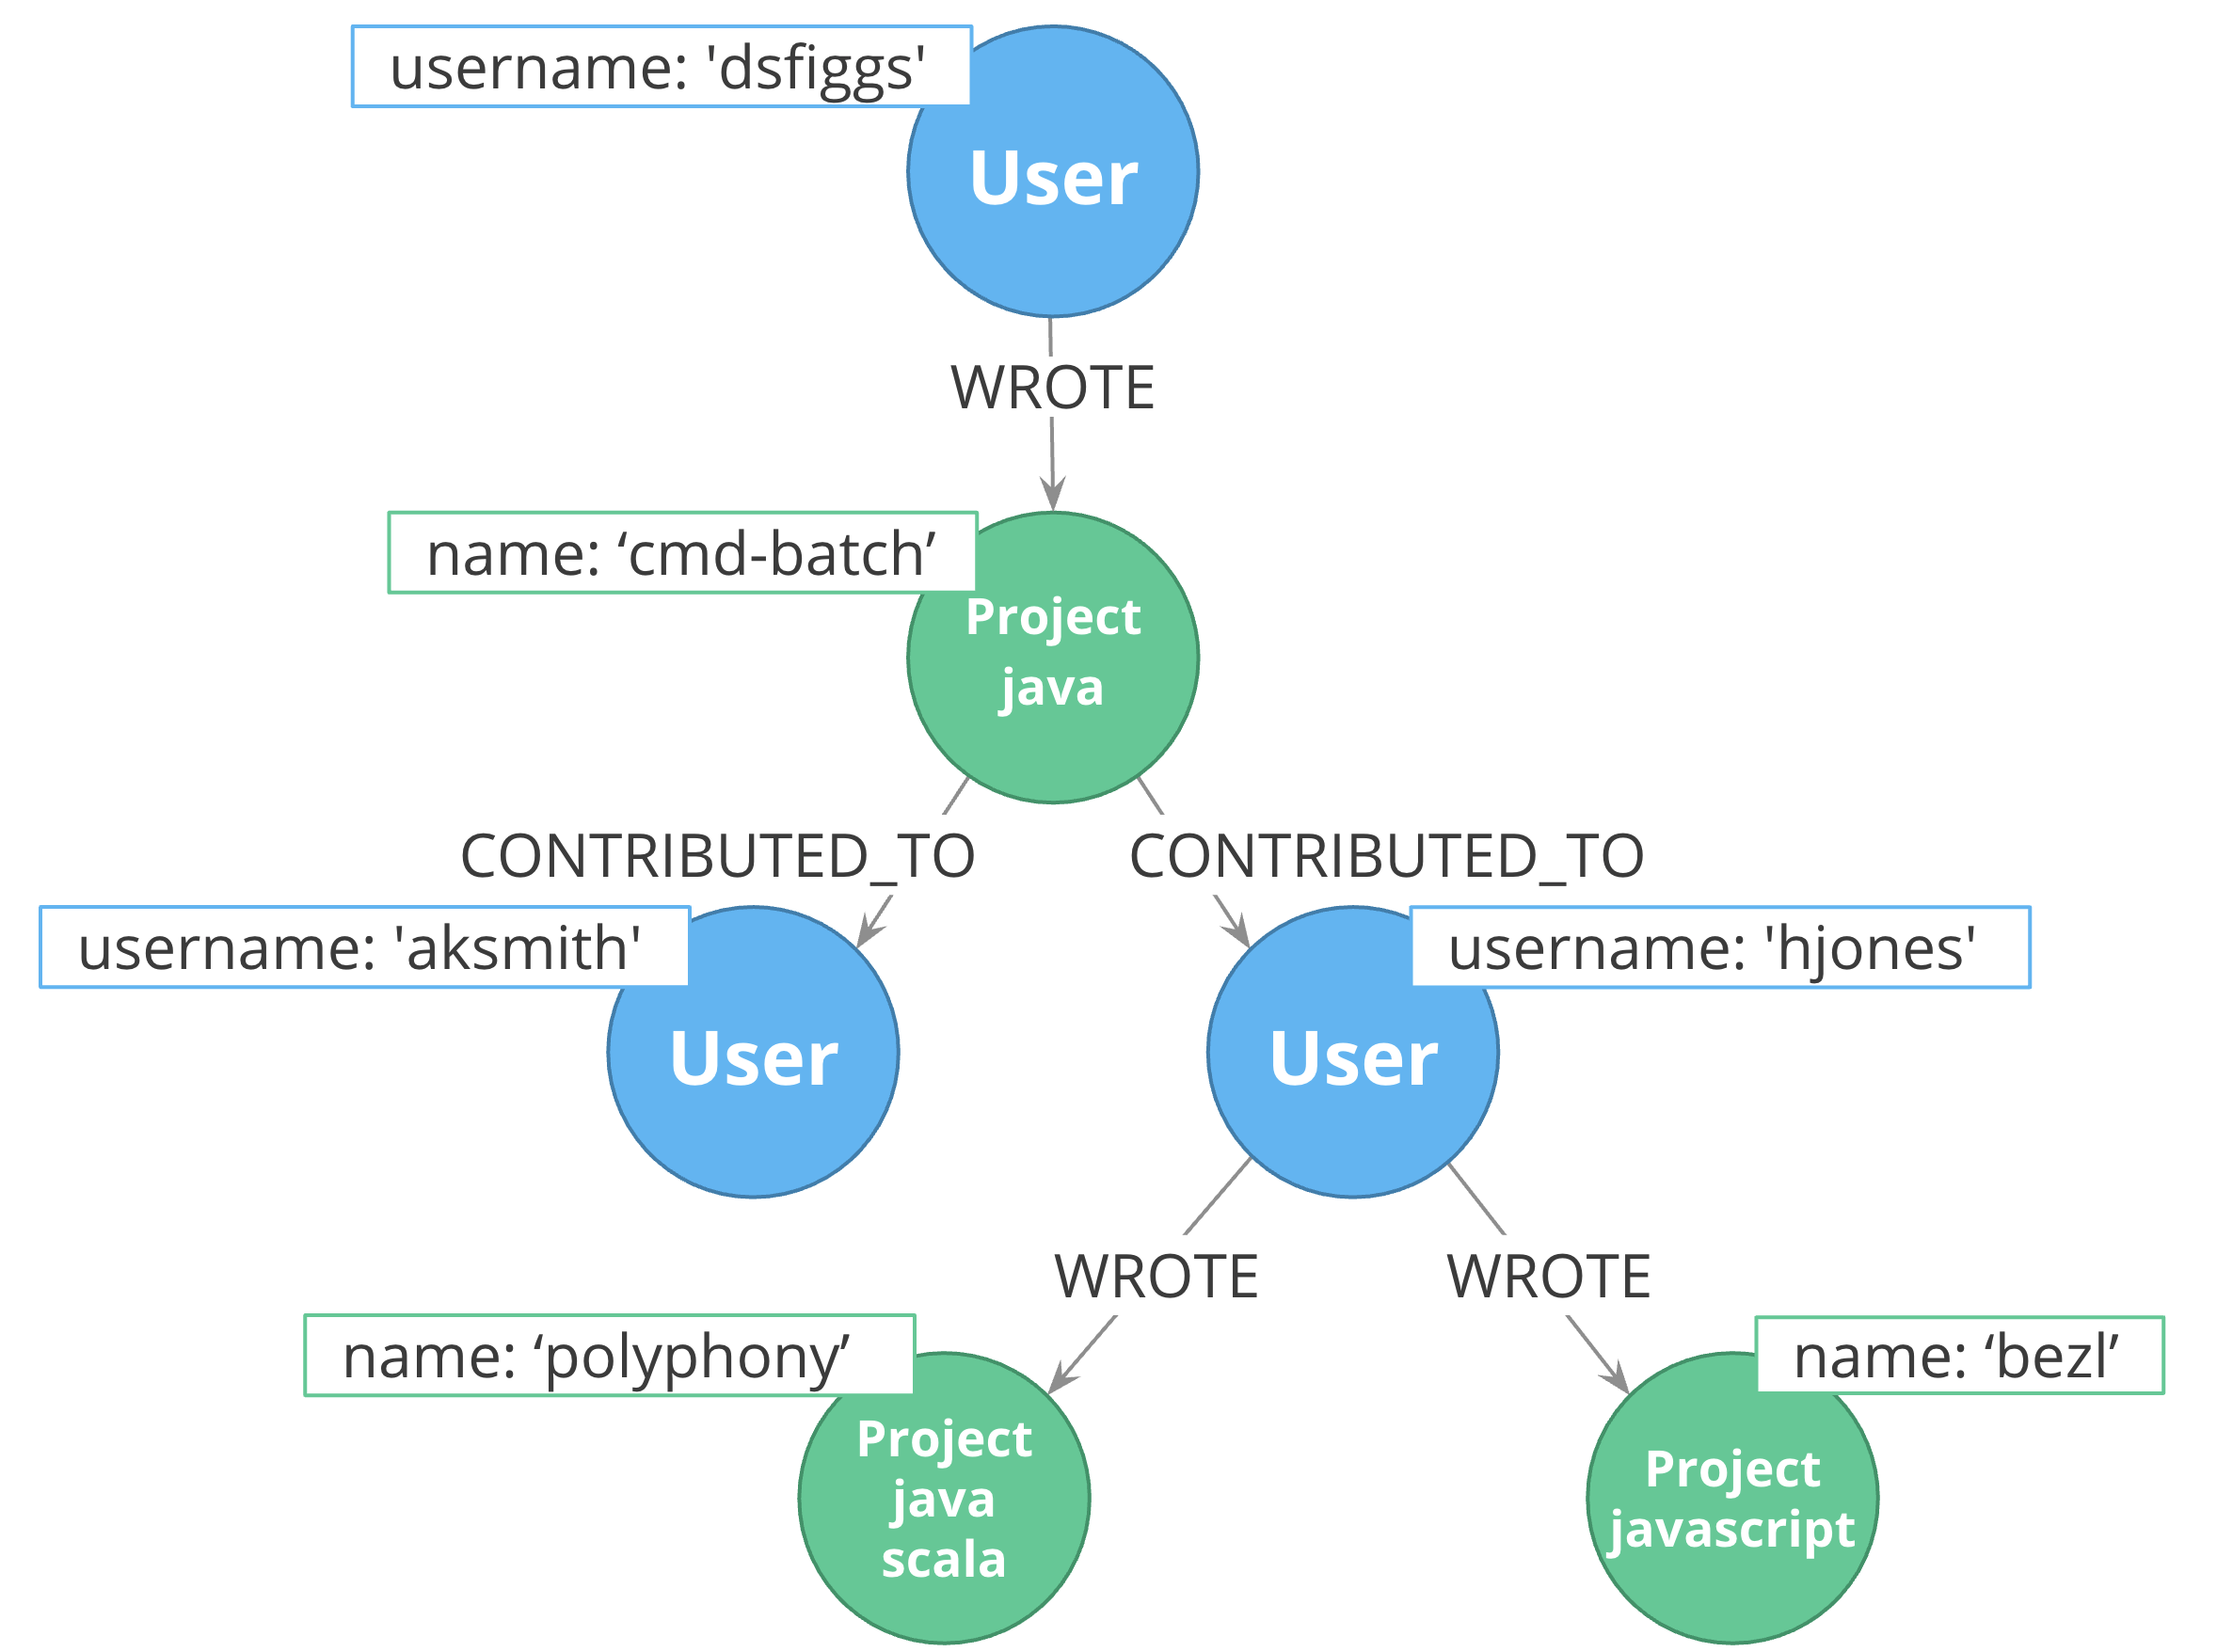 username: 'dsfiggs'
User
WROTE
name: ‘cmd-batch’
Project
java
CONTRIBUTED_TO
CONTRIBUTED_TO
username: 'aksmith'
User
username: 'hjones'
User
WROTE
WROTE
name: ‘polyphony’
Project
java
scala
name: ‘bezl’
Project
javascript